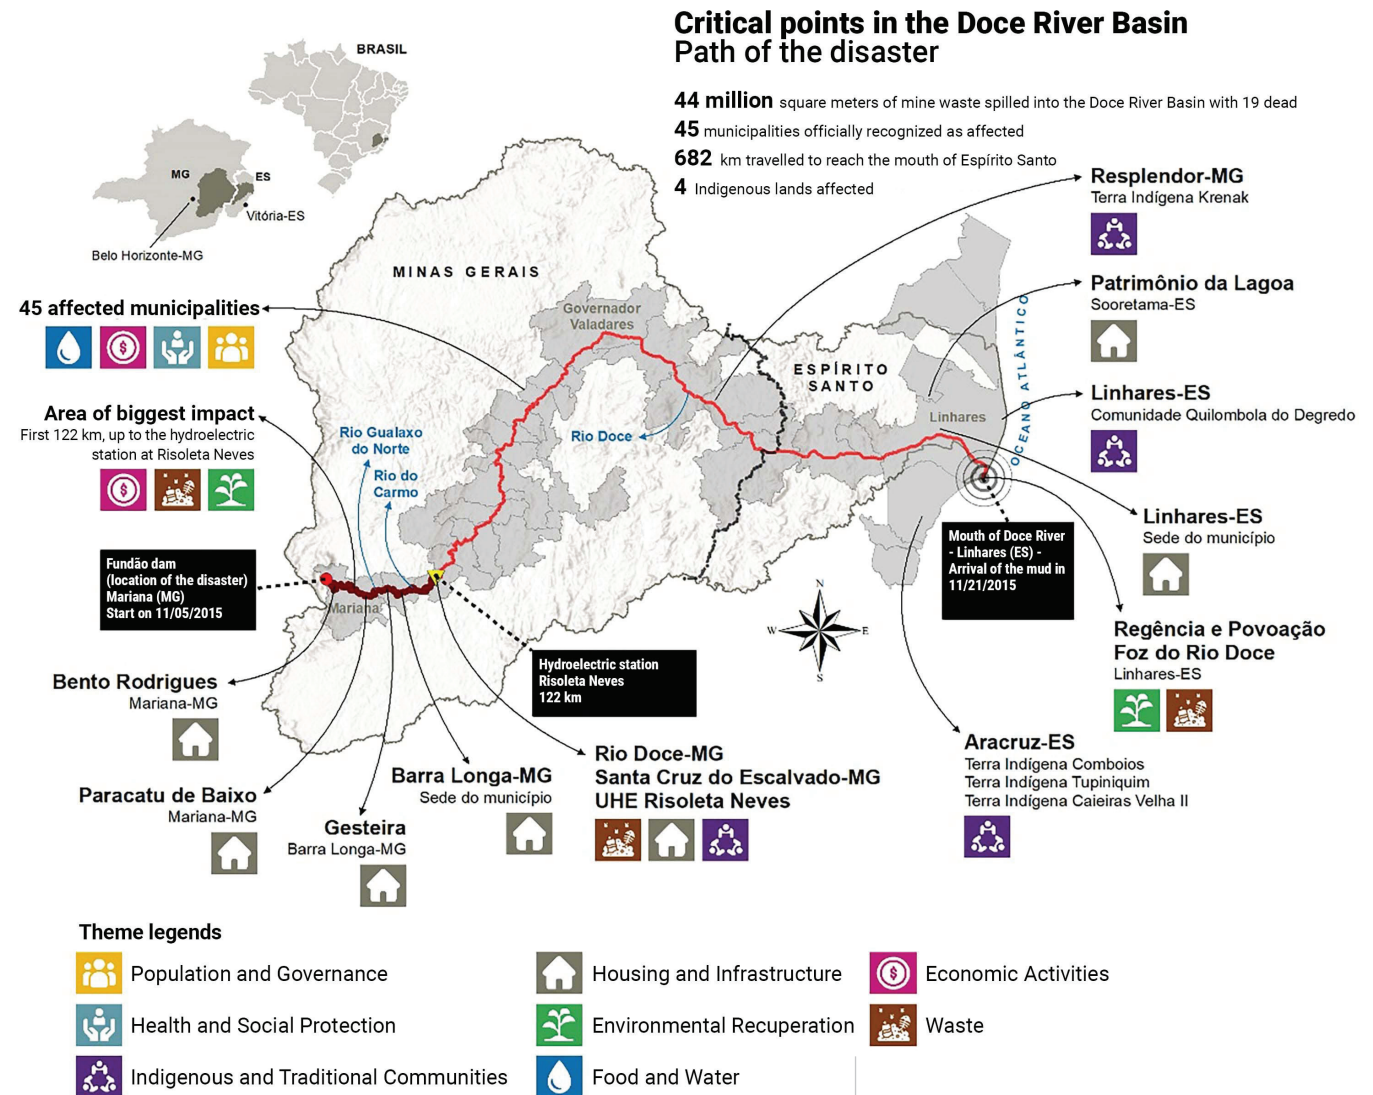 Critical points in the Doce River Basin
Path of the disaster
44 million square meters of mine waste spilled into the Doce River Basin with 19 dead
45 municipalities officially recognized as affected
682 km travelled to reach the mouth of Espírito Santo
4 Indigenous lands affected
BRASIL
MG
ES
Vitória-ES
Belo Horizonte-MG
MINAS GERAIS
Governador
Valadares
ESPÍRITO
SANTO
Linhares
OCEANO ATLÂNTICO
Rio Gualaxo
do Norte
Rio do
Carmo
Rio Doce
Mariana
45 affected municipalities
Area of biggest impact
First 122 km, up to the hydroelectric
station at Risoleta Neves
Fundão dam
(location of the disaster)
Mariana (MG)
Start on 11/05/2015
Bento Rodrigues
Mariana-MG
Paracatu de Baixo
Mariana-MG
Gesteira
Barra Longa-MG
Barra Longa-MG
Sede do município
Hydroelectric station
Risoleta Neves
122 km
Rio Doce-MG
Santa Cruz do Escalvado-MG
UHE Risoleta Neves
N
W
E
S
Resplendor-MG
Terra Indígena Krenak
Patrimônio da Lagoa
Sooretama-ES
Linhares-ES
Comunidade Quilombola do Degredo
Linhares-ES
Sede do município
Mouth of Doce River
- Linhares (ES) -
Arrival of the mud in
11/21/2015
Regência e Povoação
Foz do Rio Doce
Linhares-ES
Aracruz-ES
Terra Indígena Comboios
Terra Indígena Tupiniquim
Terra Indígena Caieiras Velha II
Theme legends
Population and Governance
Health and Social Protection
Indigenous and Traditional Communities
Housing and Infrastructure
Environmental Recuperation
Food and Water
Economic Activities
Waste